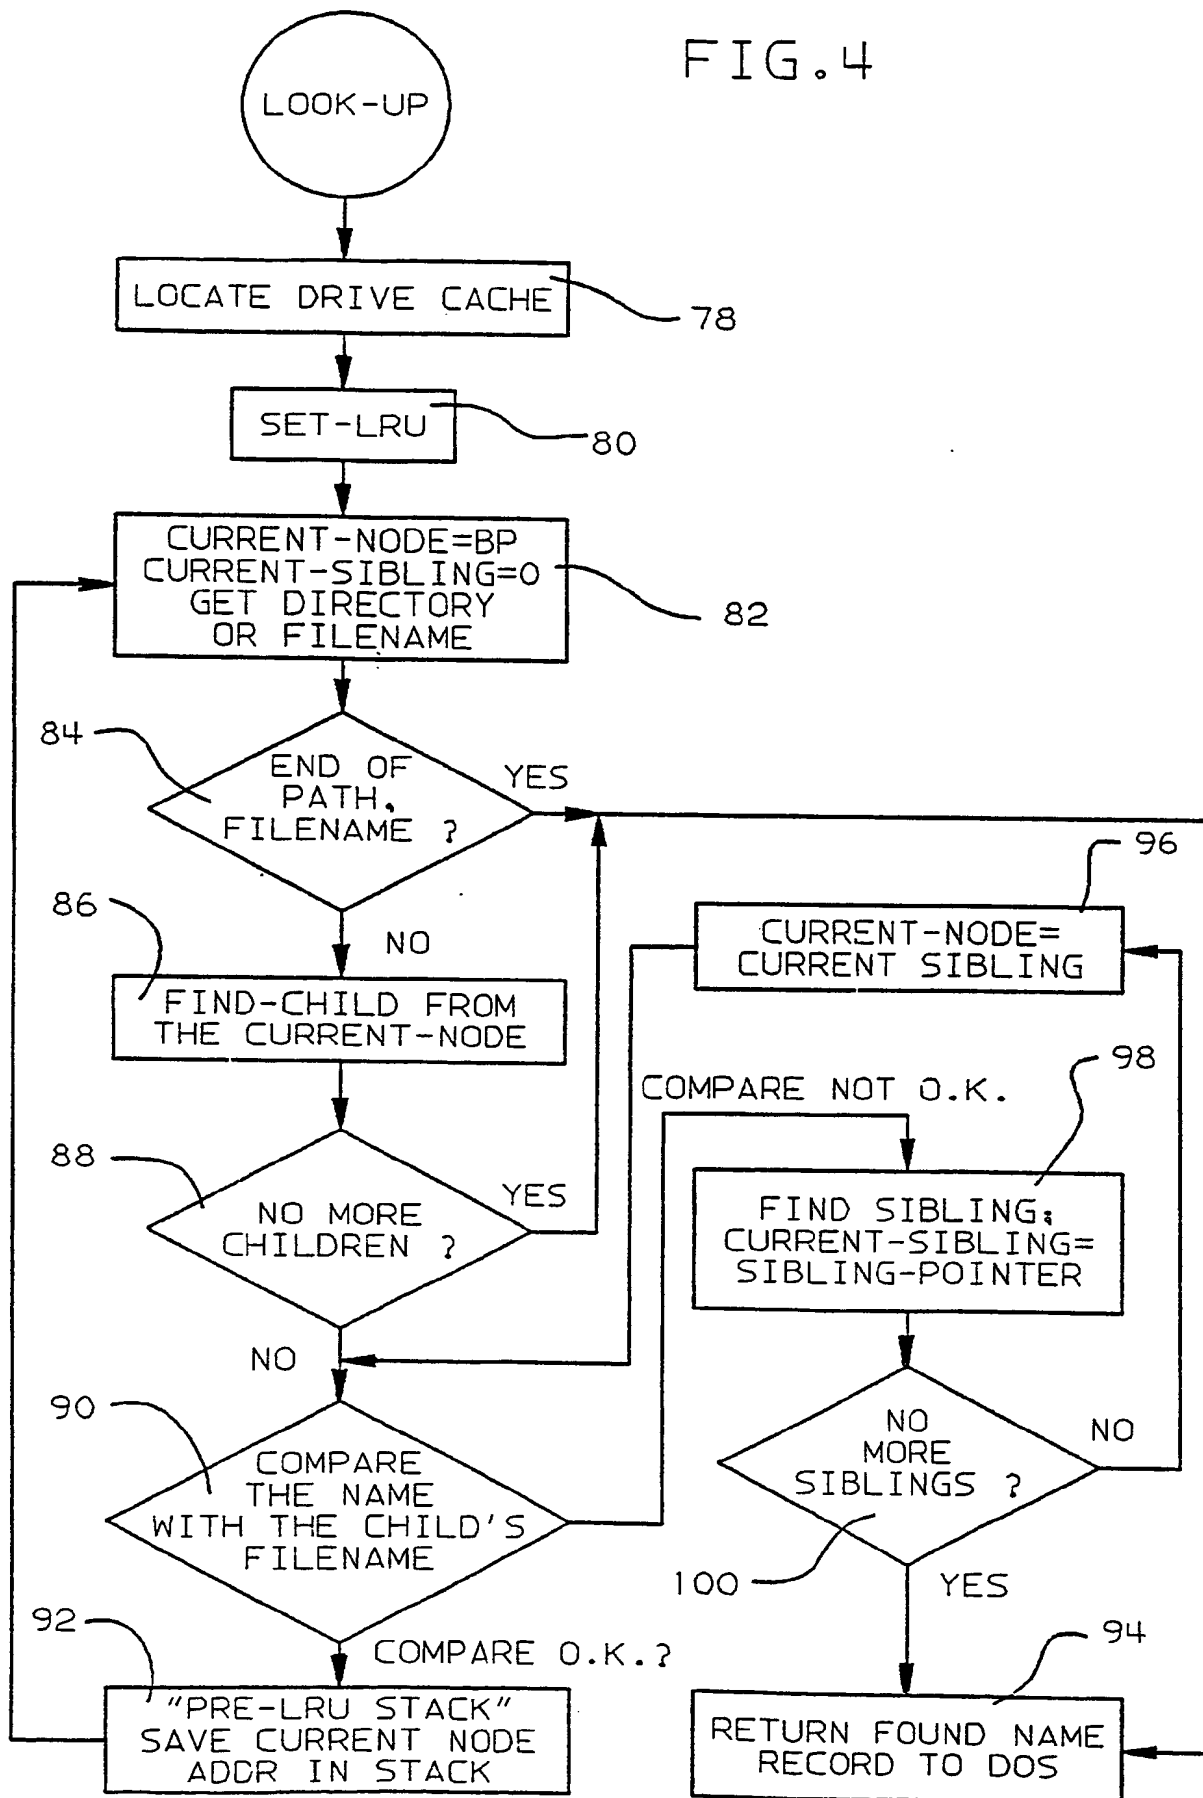 FIG.4
LOOK-UP
LOCATE DRIVE CACHE
78
SET-LRU
80
CURRENT-NODE=BP
CURRENT-SIBLING=0
GET DIRECTORY
OR FILENAME
82
84
END OF
PATH,
FILENAME ?
YES
NO
86
FIND-CHILD FROM
THE CURRENT-NODE
88
NO MORE
CHILDREN ?
YES
NO
90
COMPARE
THE NAME
WITH THE CHILD'S
FILENAME
COMPARE O.K.?
92
"PRE-LRU STACK"
SAVE CURRENT NODE
ADDR IN STACK
96
CURRENT-NODE=
CURRENT SIBLING
COMPARE NOT O.K.
98
FIND SIBLING;
CURRENT-SIBLING=
SIBLING-POINTER
NO
MORE
SIBLINGS ?
NO
100
YES
94
RETURN FOUND NAME
RECORD TO DOS